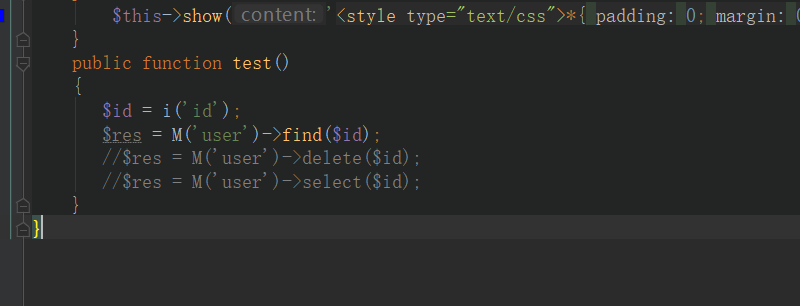 $this->show( content: '<style type="text/css">*{ padding: 0; margin: 0
}
public function test()
{
$id = i('id');
$res = M('user')->find($id);
//$res = M('user')->delete($id);
//$res = M('user')->select($id);
}
}